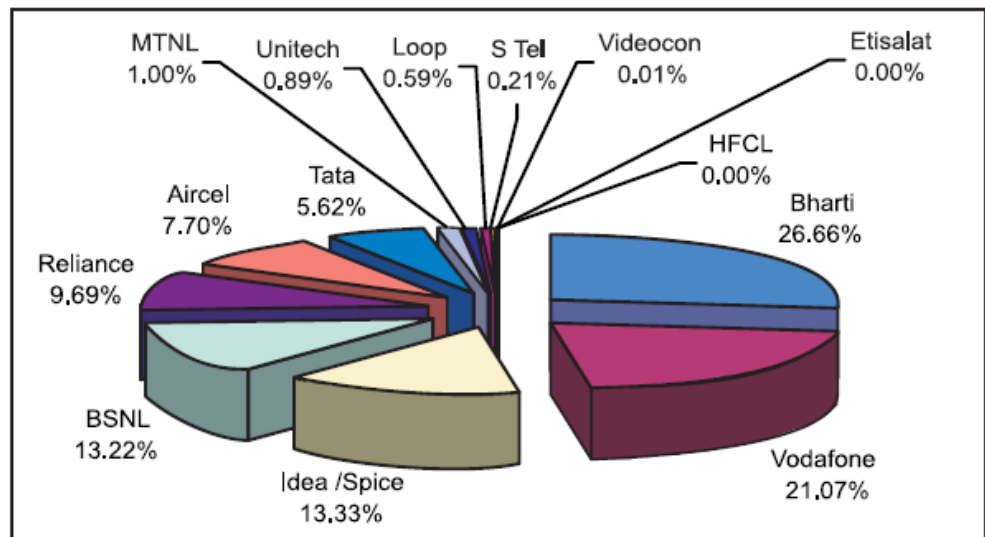 MTNL
1.00%
Unitech
0.89%
Loop
0.59%
S Tel
0.21%
Videocon
0.01%
Etisalat
0.00%
HFCL
0.00%
Bharti
26.66%
Tata
5.62%
Aircel
7.70%
Reliance
9.69%
BSNL
13.22%
Idea /Spice
13.33%
Vodafone
21.07%